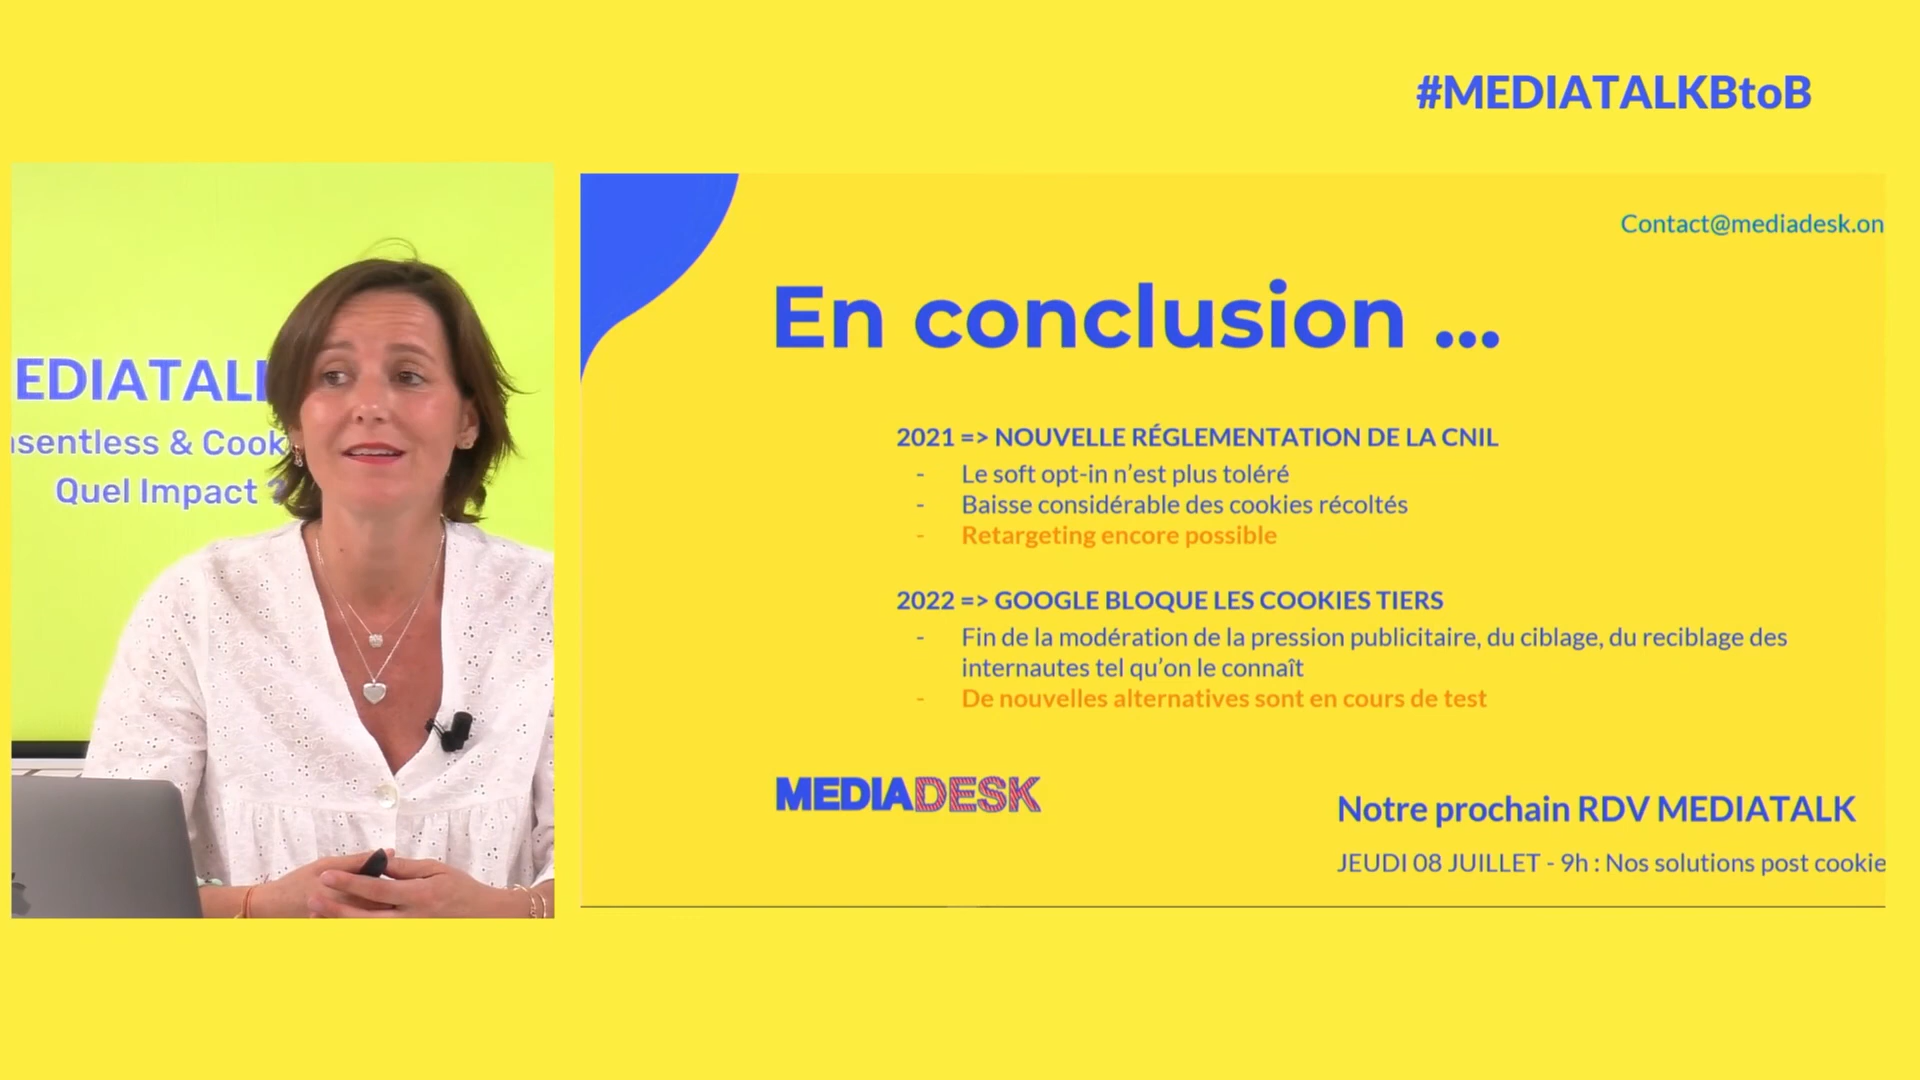 #MEDIATALKBtoB
EDIATAL
sentless & Cook
Quel Impact ?
Contact@mediadesk.on
En conclusion ...
2021 => NOUVELLE RÉGLEMENTATION DE LA CNIL
- Le soft opt-in n’est plus toléré
- Baisse considérable des cookies récoltés
- Retargeting encore possible
2022 => GOOGLE BLOQUE LES COOKIES TIERS
- Fin de la modération de la pression publicitaire, du ciblage, du reciblage des
internautes tel qu’on le connaît
- De nouvelles alternatives sont en cours de test
MEDIADESK
Notre prochain RDV MEDIATALK
JEUDI 08 JUILLET - 9h : Nos solutions post cookie